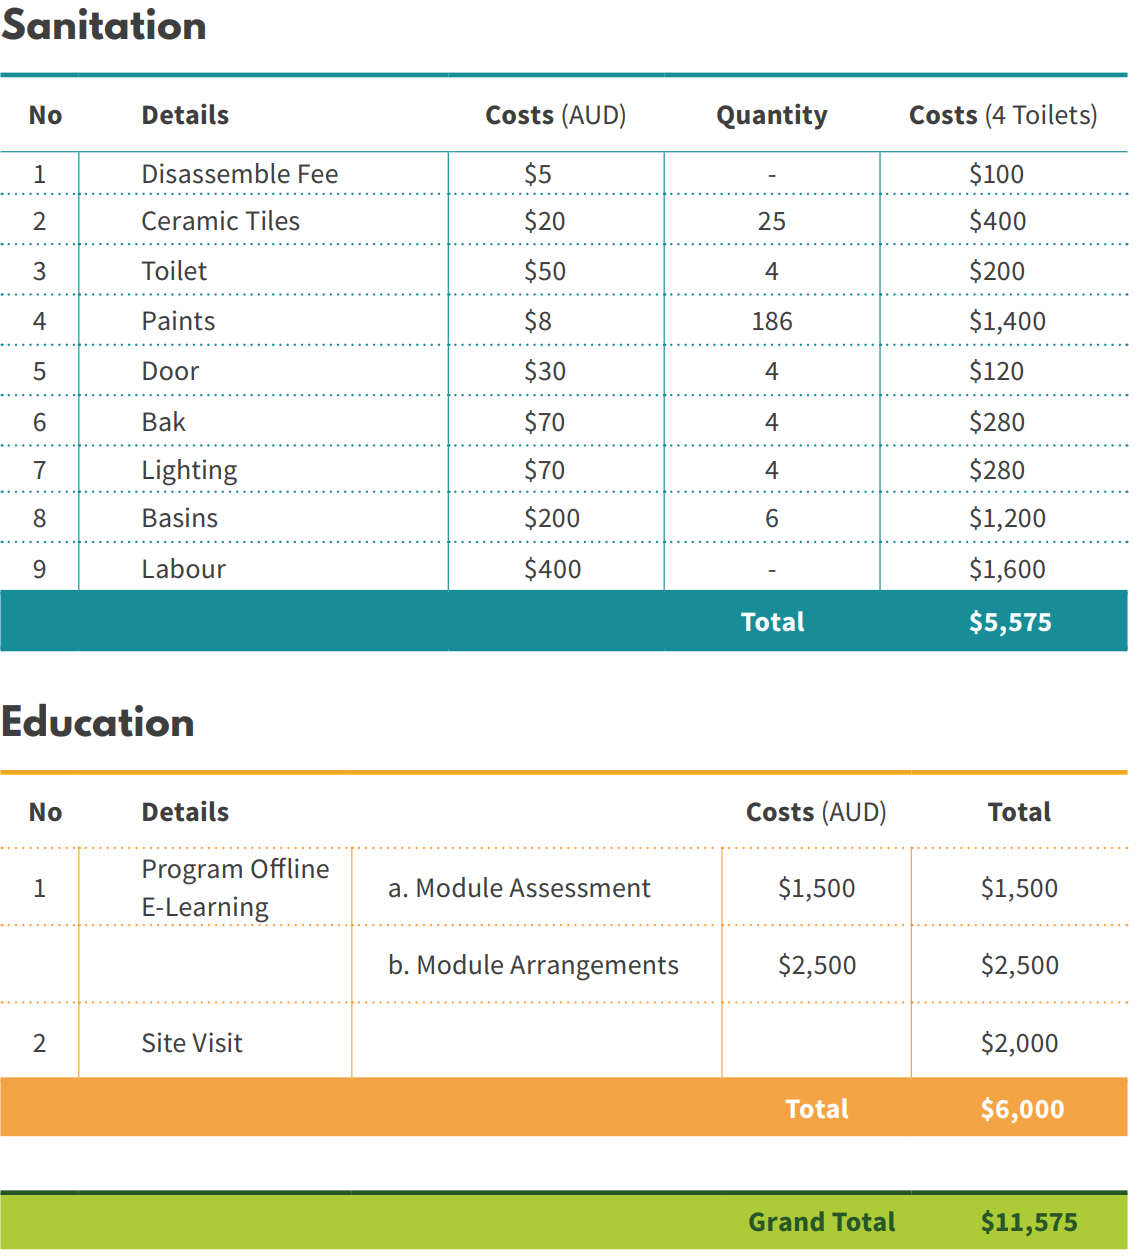 Sanitation
No Details Costs (AUD) Quantity Costs (4 Toilets)
1 Disassemble Fee $5 - $100
2 Ceramic Tiles $20 25 $400
3 Toilet $50 4 $200
4 Paints $8 186 $1,400
5 Door $30 4 $120
6 Bak $70 4 $280
7 Lighting $70 4 $280
8 Basins $200 6 $1,200
9 Labour $400 - $1,600
Total $5,575
Education
No Details Costs (AUD) Total
1 Program Offline E-Learning a. Module Assessment $1,500 $1,500
b. Module Arrangements $2,500 $2,500
2 Site Visit $2,000
Total $6,000
Grand Total $11,575